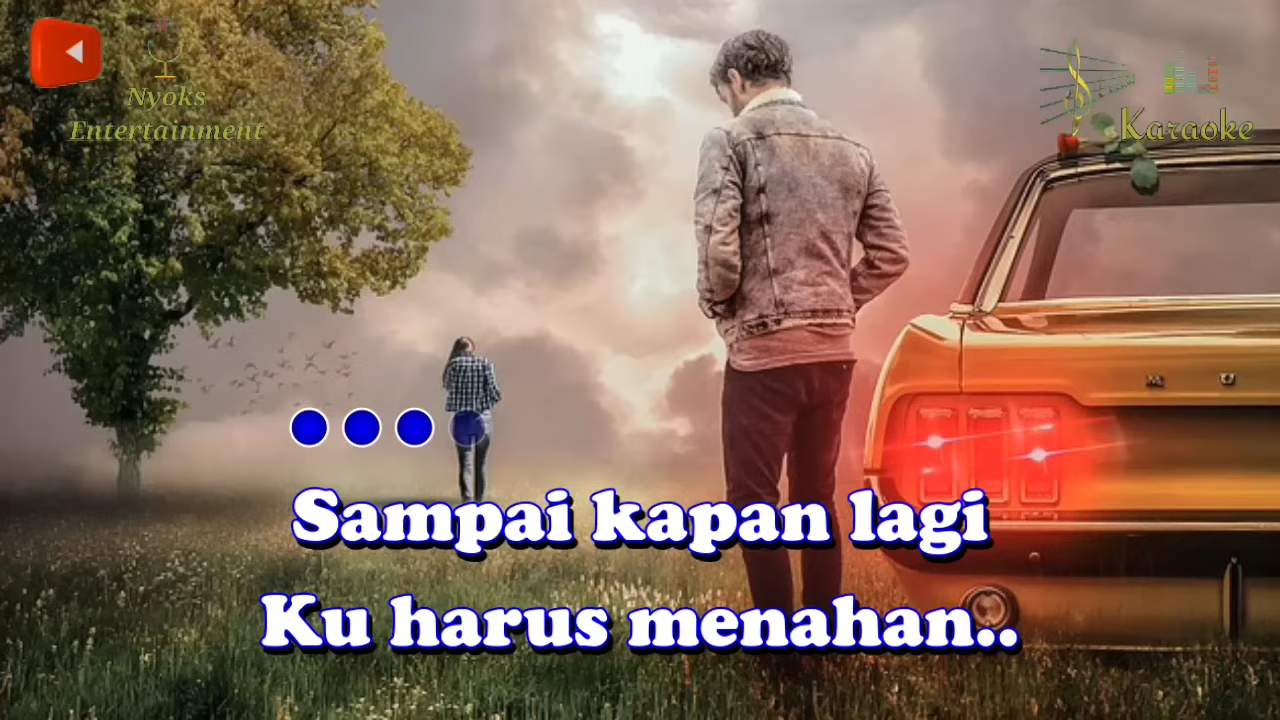 Nyoks
Entertainment
Karaoke
M U
Sampai kapan lagi
Ku harus menahan..